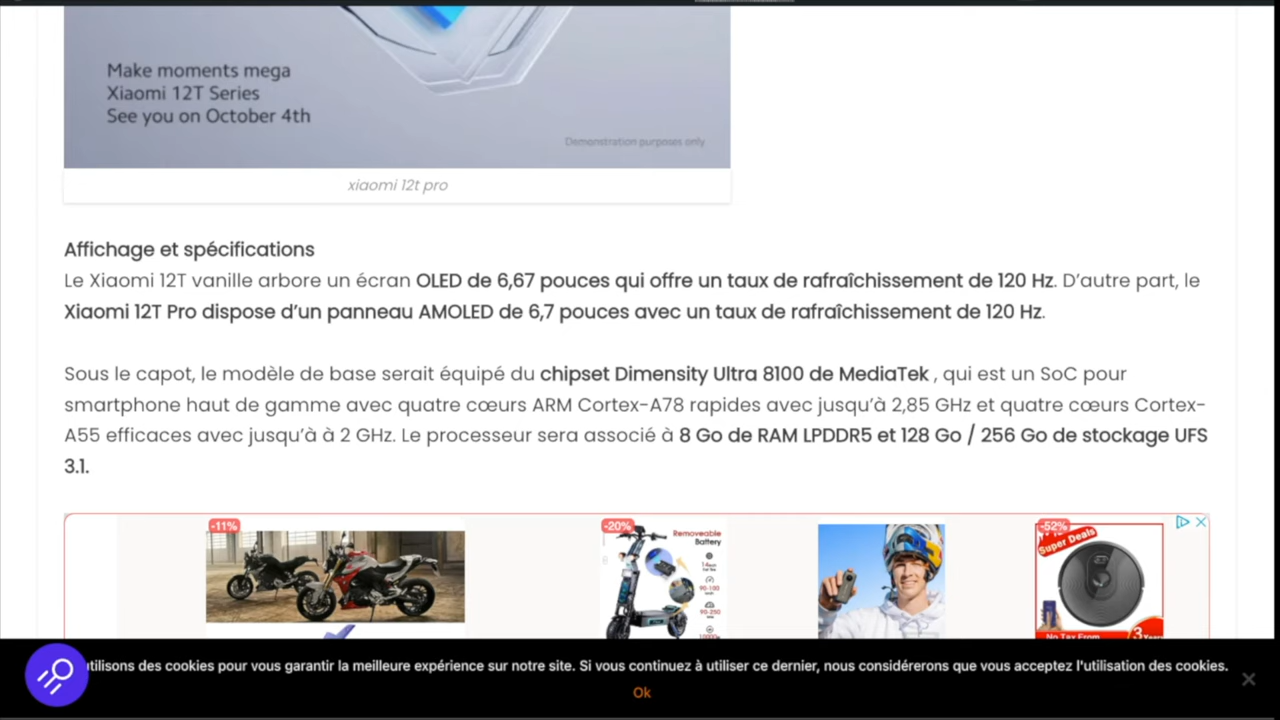 Make moments mega
Xiaomi 12T Series
See you on October 4th
Demonstration purposes only
xiaomi 12t pro
Affichage et spécifications
Le Xiaomi 12T vanille arbore un écran OLED de 6,67 pouces qui offre un taux de rafraîchissement de 120 Hz. D’autre part, le
Xiaomi 12T Pro dispose d’un panneau AMOLED de 6,7 pouces avec un taux de rafraîchissement de 120 Hz.
Sous le capot, le modèle de base serait équipé du chipset Dimensity Ultra 8100 de MediaTek , qui est un SoC pour
smartphone haut de gamme avec quatre cœurs ARM Cortex-A78 rapides avec jusqu’à 2,85 GHz et quatre cœurs Cortex-
A55 efficaces avec jusqu’à à 2 GHz. Le processeur sera associé à 8 Go de RAM LPDDR5 et 128 Go / 256 Go de stockage UFS
3.1.
-11%
-20%
Removeable
Battery
90-100
90-250
-52%
Super Deals
No Tax From
3Years
utilisons des cookies pour vous garantir la meilleure expérience sur notre site. Si vous continuez à utiliser ce dernier, nous considérerons que vous acceptez l'utilisation des cookies.
Ok